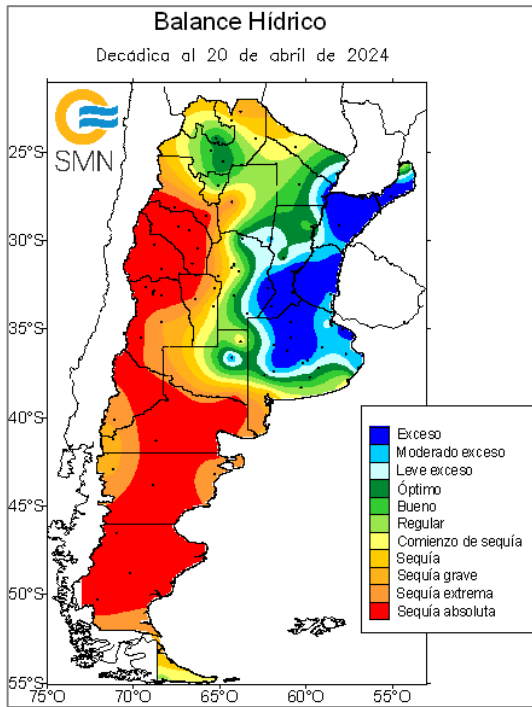 Balance Hídrico
Decádica al 20 de abril de 2024
SMN
25°S
30°S
35°S
40°S
45°S
50°S
55°S
75°O 70°O 65°O 60°O 55°O
Exceso
Moderado exceso
Leve exceso
Óptimo
Bueno
Regular
Comienzo de sequía
Sequía
Sequía grave
Sequía extrema
Sequía absoluta